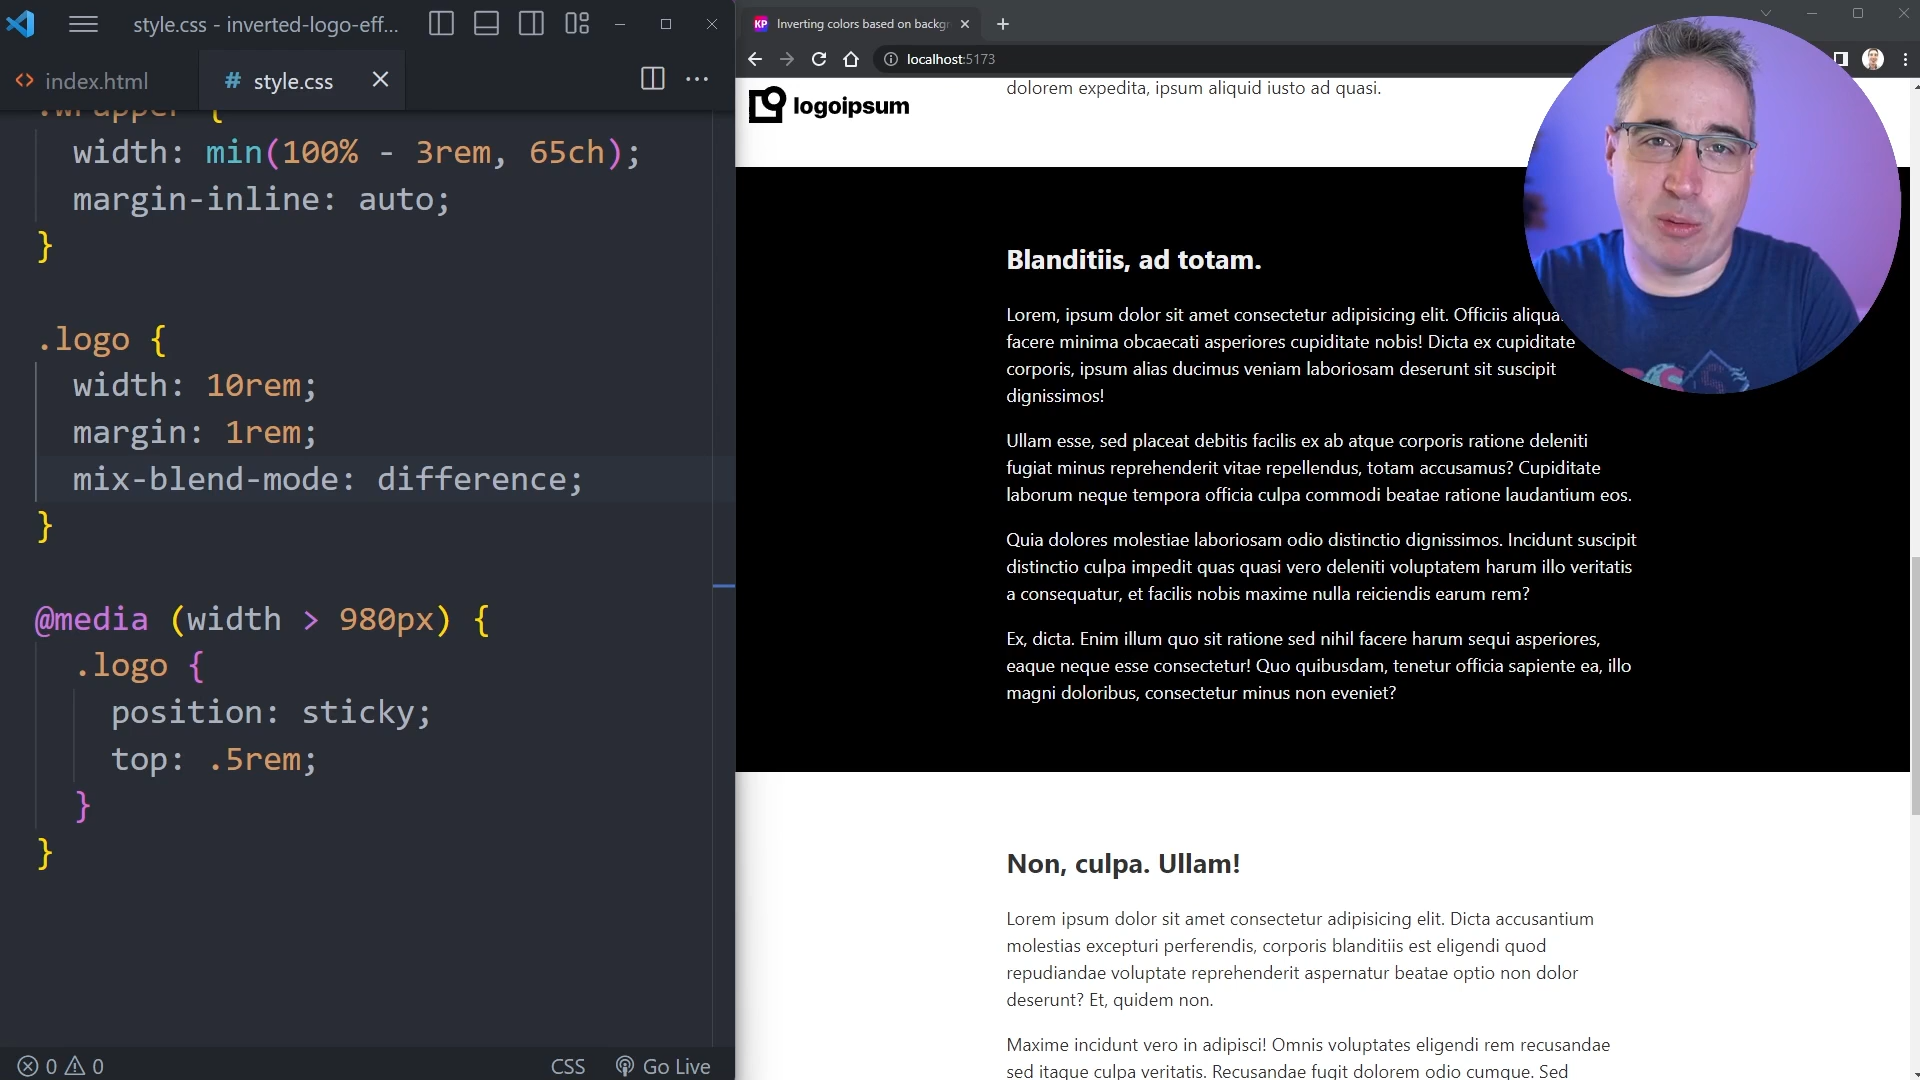 style.css - inverted-logo-eff...
index.html
# style.css
.wrapper {
width: min(100% - 3rem, 65ch);
margin-inline: auto;
}
.logo {
width: 10rem;
margin: 1rem;
mix-blend-mode: difference;
}
@media (width > 980px) {
.logo {
position: sticky;
top: .5rem;
}
}
0 0
CSS
Go Live
KP Inverting colors based on backgr
localhost:5173
logoipsum
dolorem expedita, ipsum aliquid iusto ad quasi.
Blanditiis, ad totam.
Lorem, ipsum dolor sit amet consectetur adipisicing elit. Officiis aliqua
facere minima obcaecati asperiores cupiditate nobis! Dicta ex cupiditate
corporis, ipsum alias ducimus veniam laboriosam deserunt sit suscipit
dignissimos!
Ullam esse, sed placeat debitis facilis ex ab atque corporis ratione deleniti
fugiat minus reprehenderit vitae repellendus, totam accusamus? Cupiditate
laborum neque tempora officia culpa commodi beatae ratione laudantium eos.
Quia dolores molestiae laboriosam odio distinctio dignissimos. Incidunt suscipit
distinctio culpa impedit quas quasi vero deleniti voluptatem harum illo veritatis
a consequatur, et facilis nobis maxime nulla reiciendis earum rem?
Ex, dicta. Enim illum quo sit ratione sed nihil facere harum sequi asperiores,
eaque neque esse consectetur! Quo quibusdam, tenetur officia sapiente ea, illo
magni doloribus, consectetur minus non eveniet?
Non, culpa. Ullam!
Lorem ipsum dolor sit amet consectetur adipisicing elit. Dicta accusantium
molestias excepturi perferendis, corporis blanditiis est eligendi quod
repudiandae voluptate reprehenderit aspernatur beatae optio non dolor
deserunt? Et, quidem non.
Maxime incidunt vero in adipisci! Omnis voluptates eligendi rem recusandae
sed itaque culpa veritatis. Recusandae fugit dolorem odio cumque. Sed